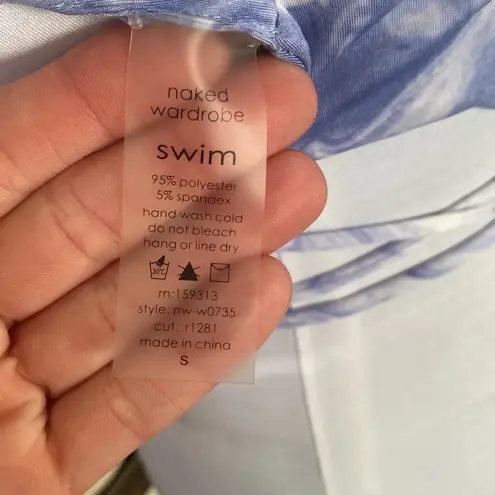 naked
wardrobe
swim
95% polyester
5% spandex
hand wash cold
do not bleach
hang or line dry
30°C
rn:159313
style: nw-w0735
cut: r1281
made in china
s